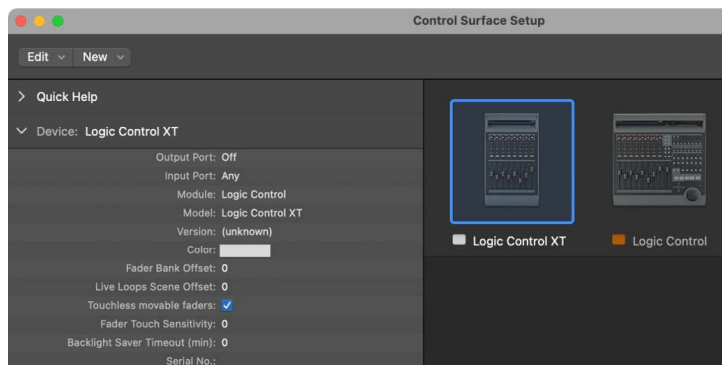 Control Surface Setup
Edit New
Quick Help
Device: Logic Control XT
Output Port: Off
Input Port: Any
Module: Logic Control
Model: Logic Control XT
Version: (unknown)
Color:
Fader Bank Offset: 0
Live Loops Scene Offset: 0
Touchless movable faders:
Fader Touch Sensitivity: 0
Backlight Saver Timeout (min): 0
Serial No.:
Logic Control XT
Logic Control